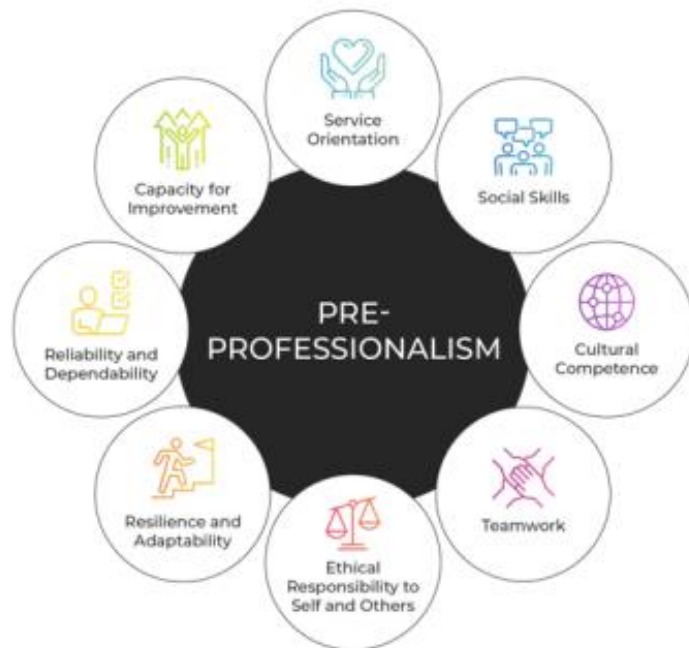 Service
Orientation
Social Skills
Cultural
Competence
Teamwork
Ethical
Responsibility to
Self and Others
Resilience and
Adaptability
Reliability and
Dependability
Capacity for
Improvement
PRE-
PROFESSIONALISM